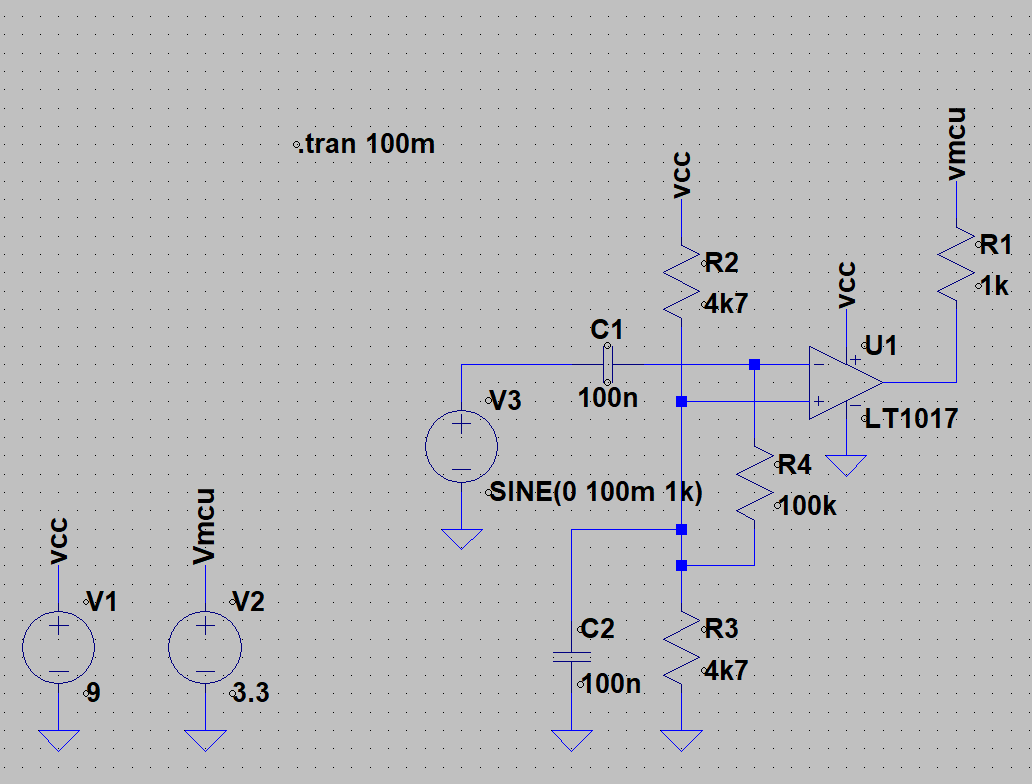 .tran 100m
vmcu
vcc
R1
1k
R2
4k7
vcc
C1
100n
U1
LT1017
V3
SINE(0 100m 1k)
R4
100k
vcc
Vmcu
V1
9
V2
3.3
C2
100n
R3
4k7